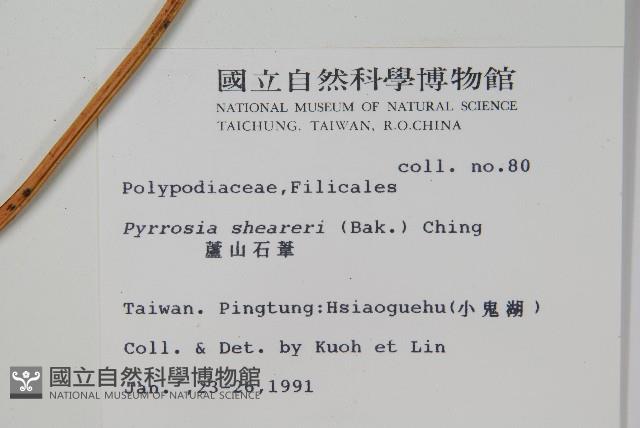 國立自然科學博物館
NATIONAL MUSEUM OF NATURAL SCIENCE
TAICHUNG, TAIWAN, R.O.CHINA
coll. no.80
Polypodiaceae,Filicales
Pyrrosia sheareri (Bak.) Ching
蘆山石葦
Taiwan. Pingtung:Hsiaoguehu(小鬼湖)
Coll. & Det. by Kuoh et Lin
Jan. ,23-26,1991
國立自然科學博物館
NATIONAL MUSEUM OF NATURAL SCIENCE